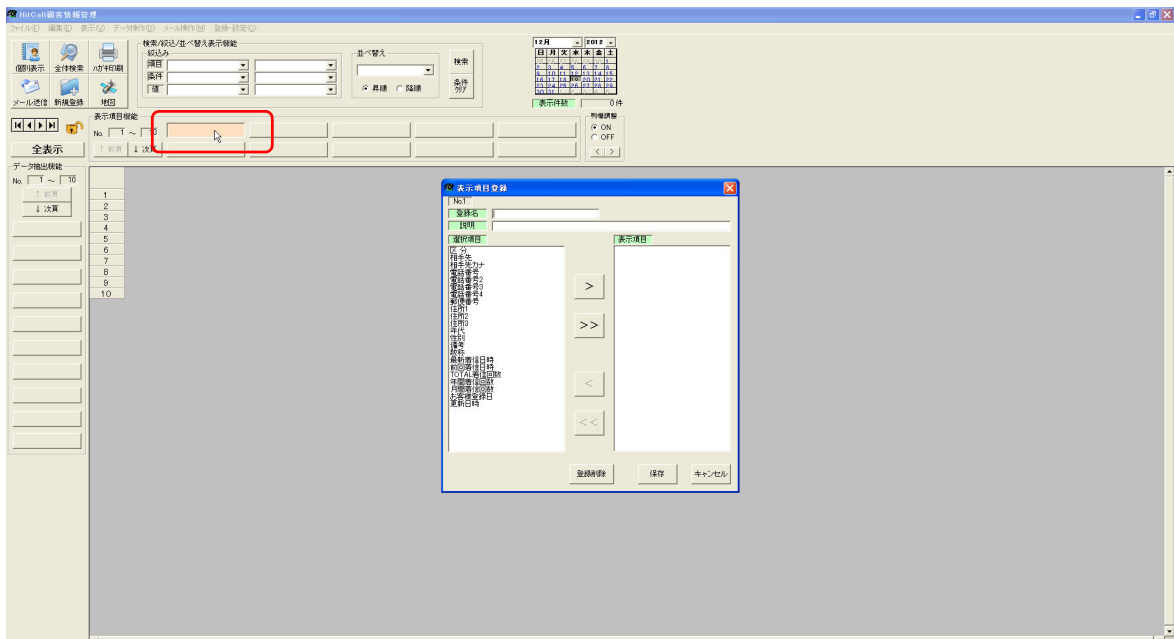 HitCall顧客情報管理
ファイル(F) 編集(E) 表示(V) データ操作(D) メール操作(M) 登録・設定(O)
個別表示 全体検索 ハガキ印刷
メール送信 新規登録 地図
検索/絞込/並べ替え表示機能
絞込み
項目
条件
値
並べ替え
昇順 降順
検索
条件
クリア
12月 2012
日 月 火 水 木 金 土
表示件数 0 件
全表示
表示項目機能
No. 1 ～ 10
↑ 前頁 ↓ 次頁
列幅調整
ON
OFF
< >
データ抽出機能
No. 1 ～ 10
↑ 前頁
↓ 次頁
1
2
3
4
5
6
7
8
9
10
表示項目登録
No.1
登録名
説明
選択項目
表示項目
区 分
相手先
相手先カナ
電話番号
電話番号2
電話番号3
電話番号4
郵便番号
住所1
住所2
住所3
年代
性別
備考
敬称
最新着信日時
前回着信日時
TOTAL着信回数
年間着信回数
月間着信回数
お客様登録日
更新日時
>
>>
<
<<
登録削除 保存 キャンセル